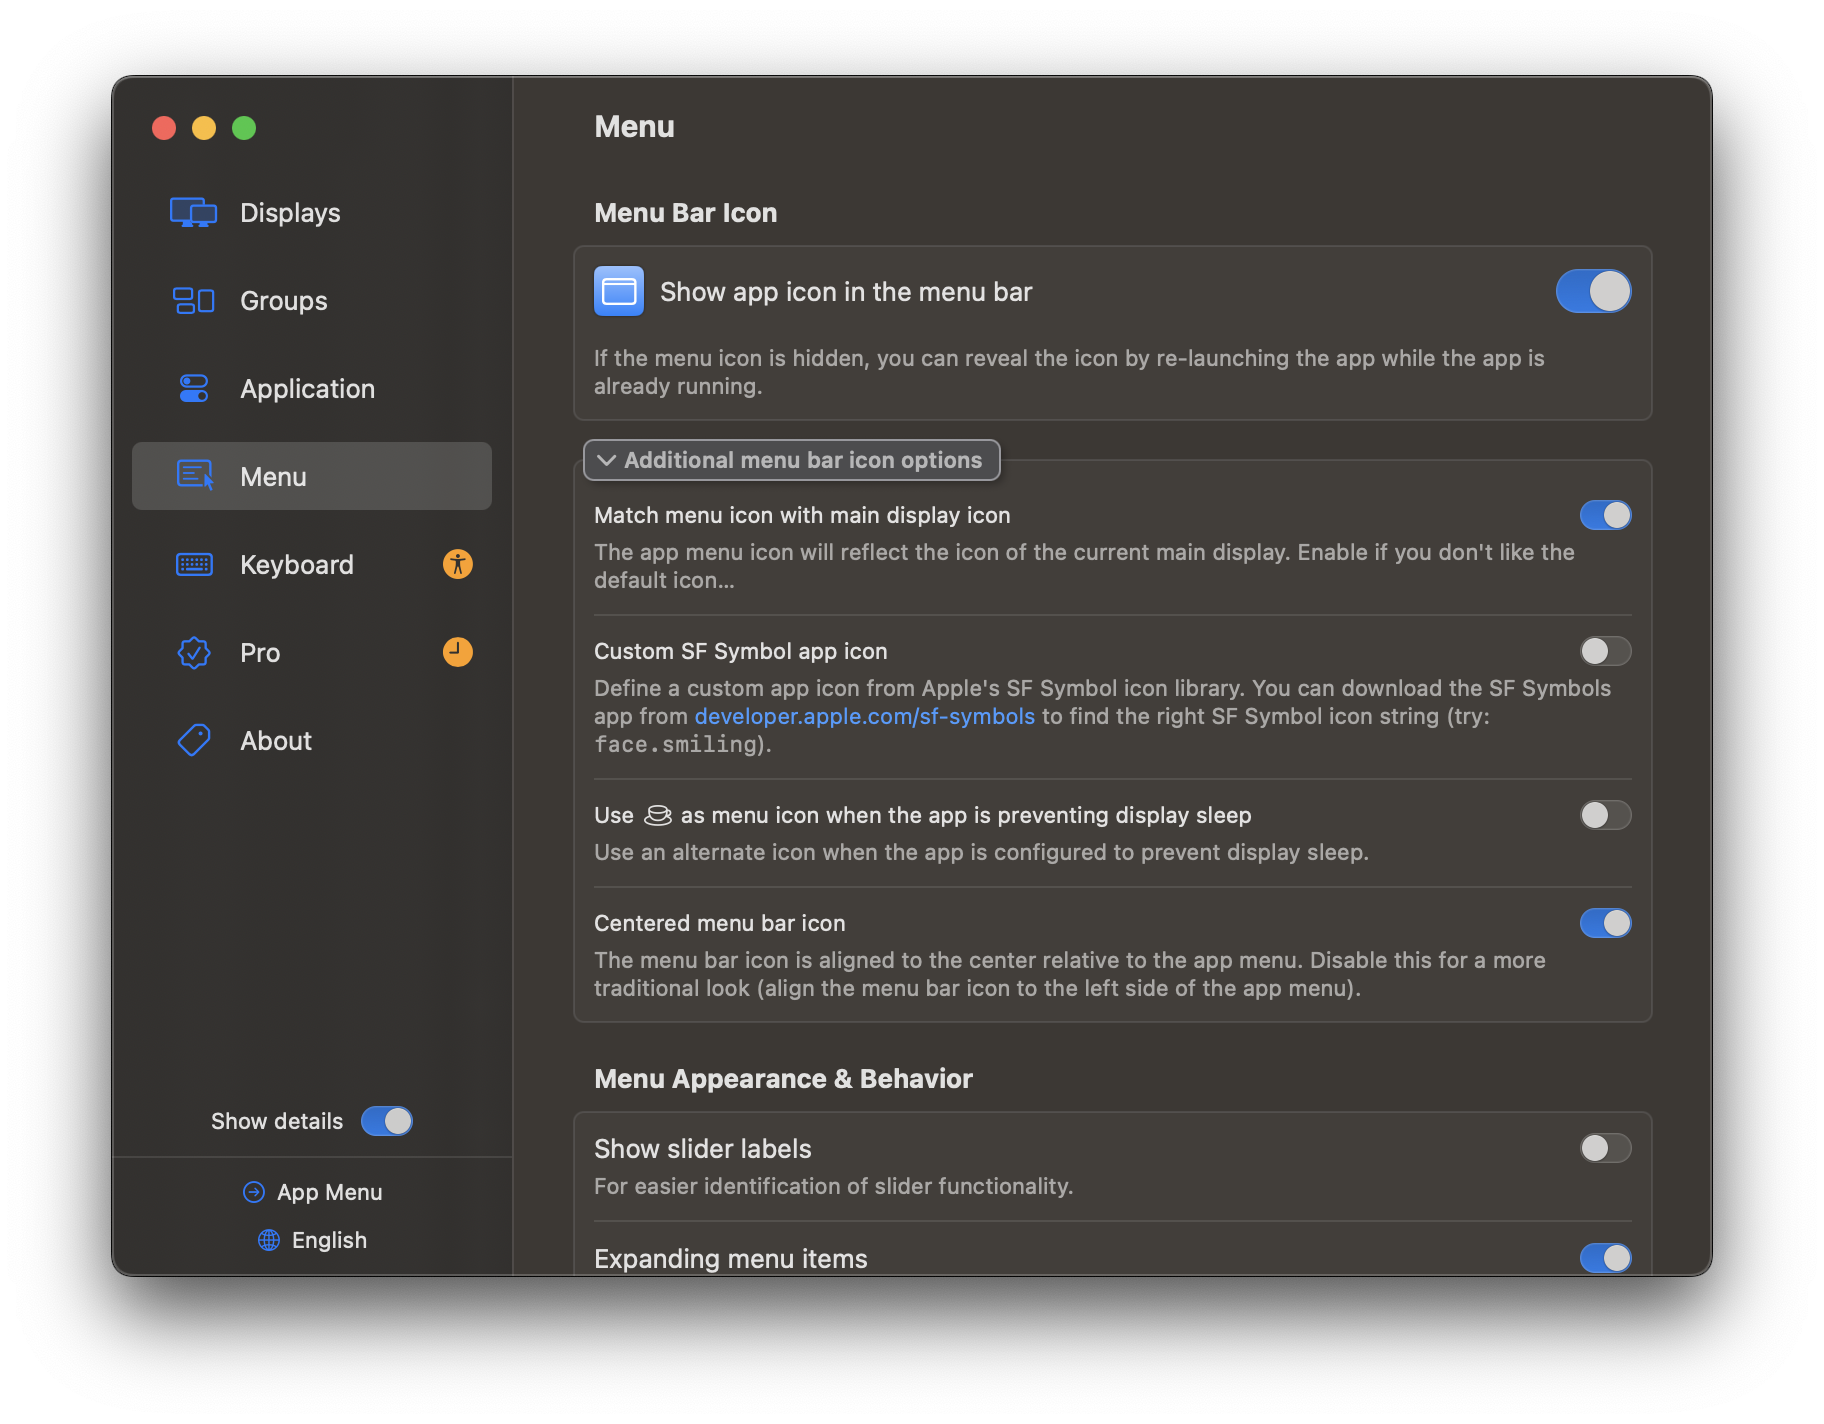 Displays
Groups
Application
Menu
Keyboard
Pro
About
Show details
App Menu
English
Menu
Menu Bar Icon
Show app icon in the menu bar
If the menu icon is hidden, you can reveal the icon by re-launching the app while the app is
already running.
Additional menu bar icon options
Match menu icon with main display icon
The app menu icon will reflect the icon of the current main display. Enable if you don't like the
default icon...
Custom SF Symbol app icon
Define a custom app icon from Apple's SF Symbol icon library. You can download the SF Symbols
app from developer.apple.com/sf-symbols to find the right SF Symbol icon string (try:
face.smiling).
Use as menu icon when the app is preventing display sleep
Use an alternate icon when the app is configured to prevent display sleep.
Centered menu bar icon
The menu bar icon is aligned to the center relative to the app menu. Disable this for a more
traditional look (align the menu bar icon to the left side of the app menu).
Menu Appearance & Behavior
Show slider labels
For easier identification of slider functionality.
Expanding menu items